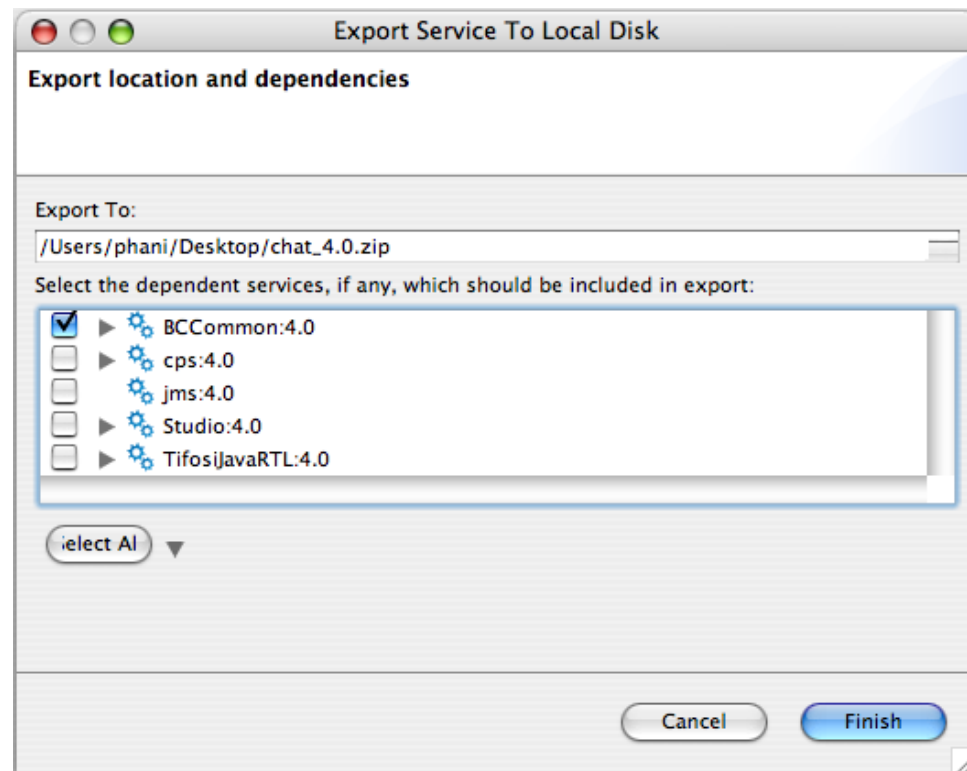 Export Service To Local Disk
Export location and dependencies
Export To:
/Users/phani/Desktop/chat_4.0.zip
Select the dependent services, if any, which should be included in export:
BCCommon:4.0
cps:4.0
jms:4.0
Studio:4.0
TifosiJavaRTL:4.0
elect Al
Cancel
Finish